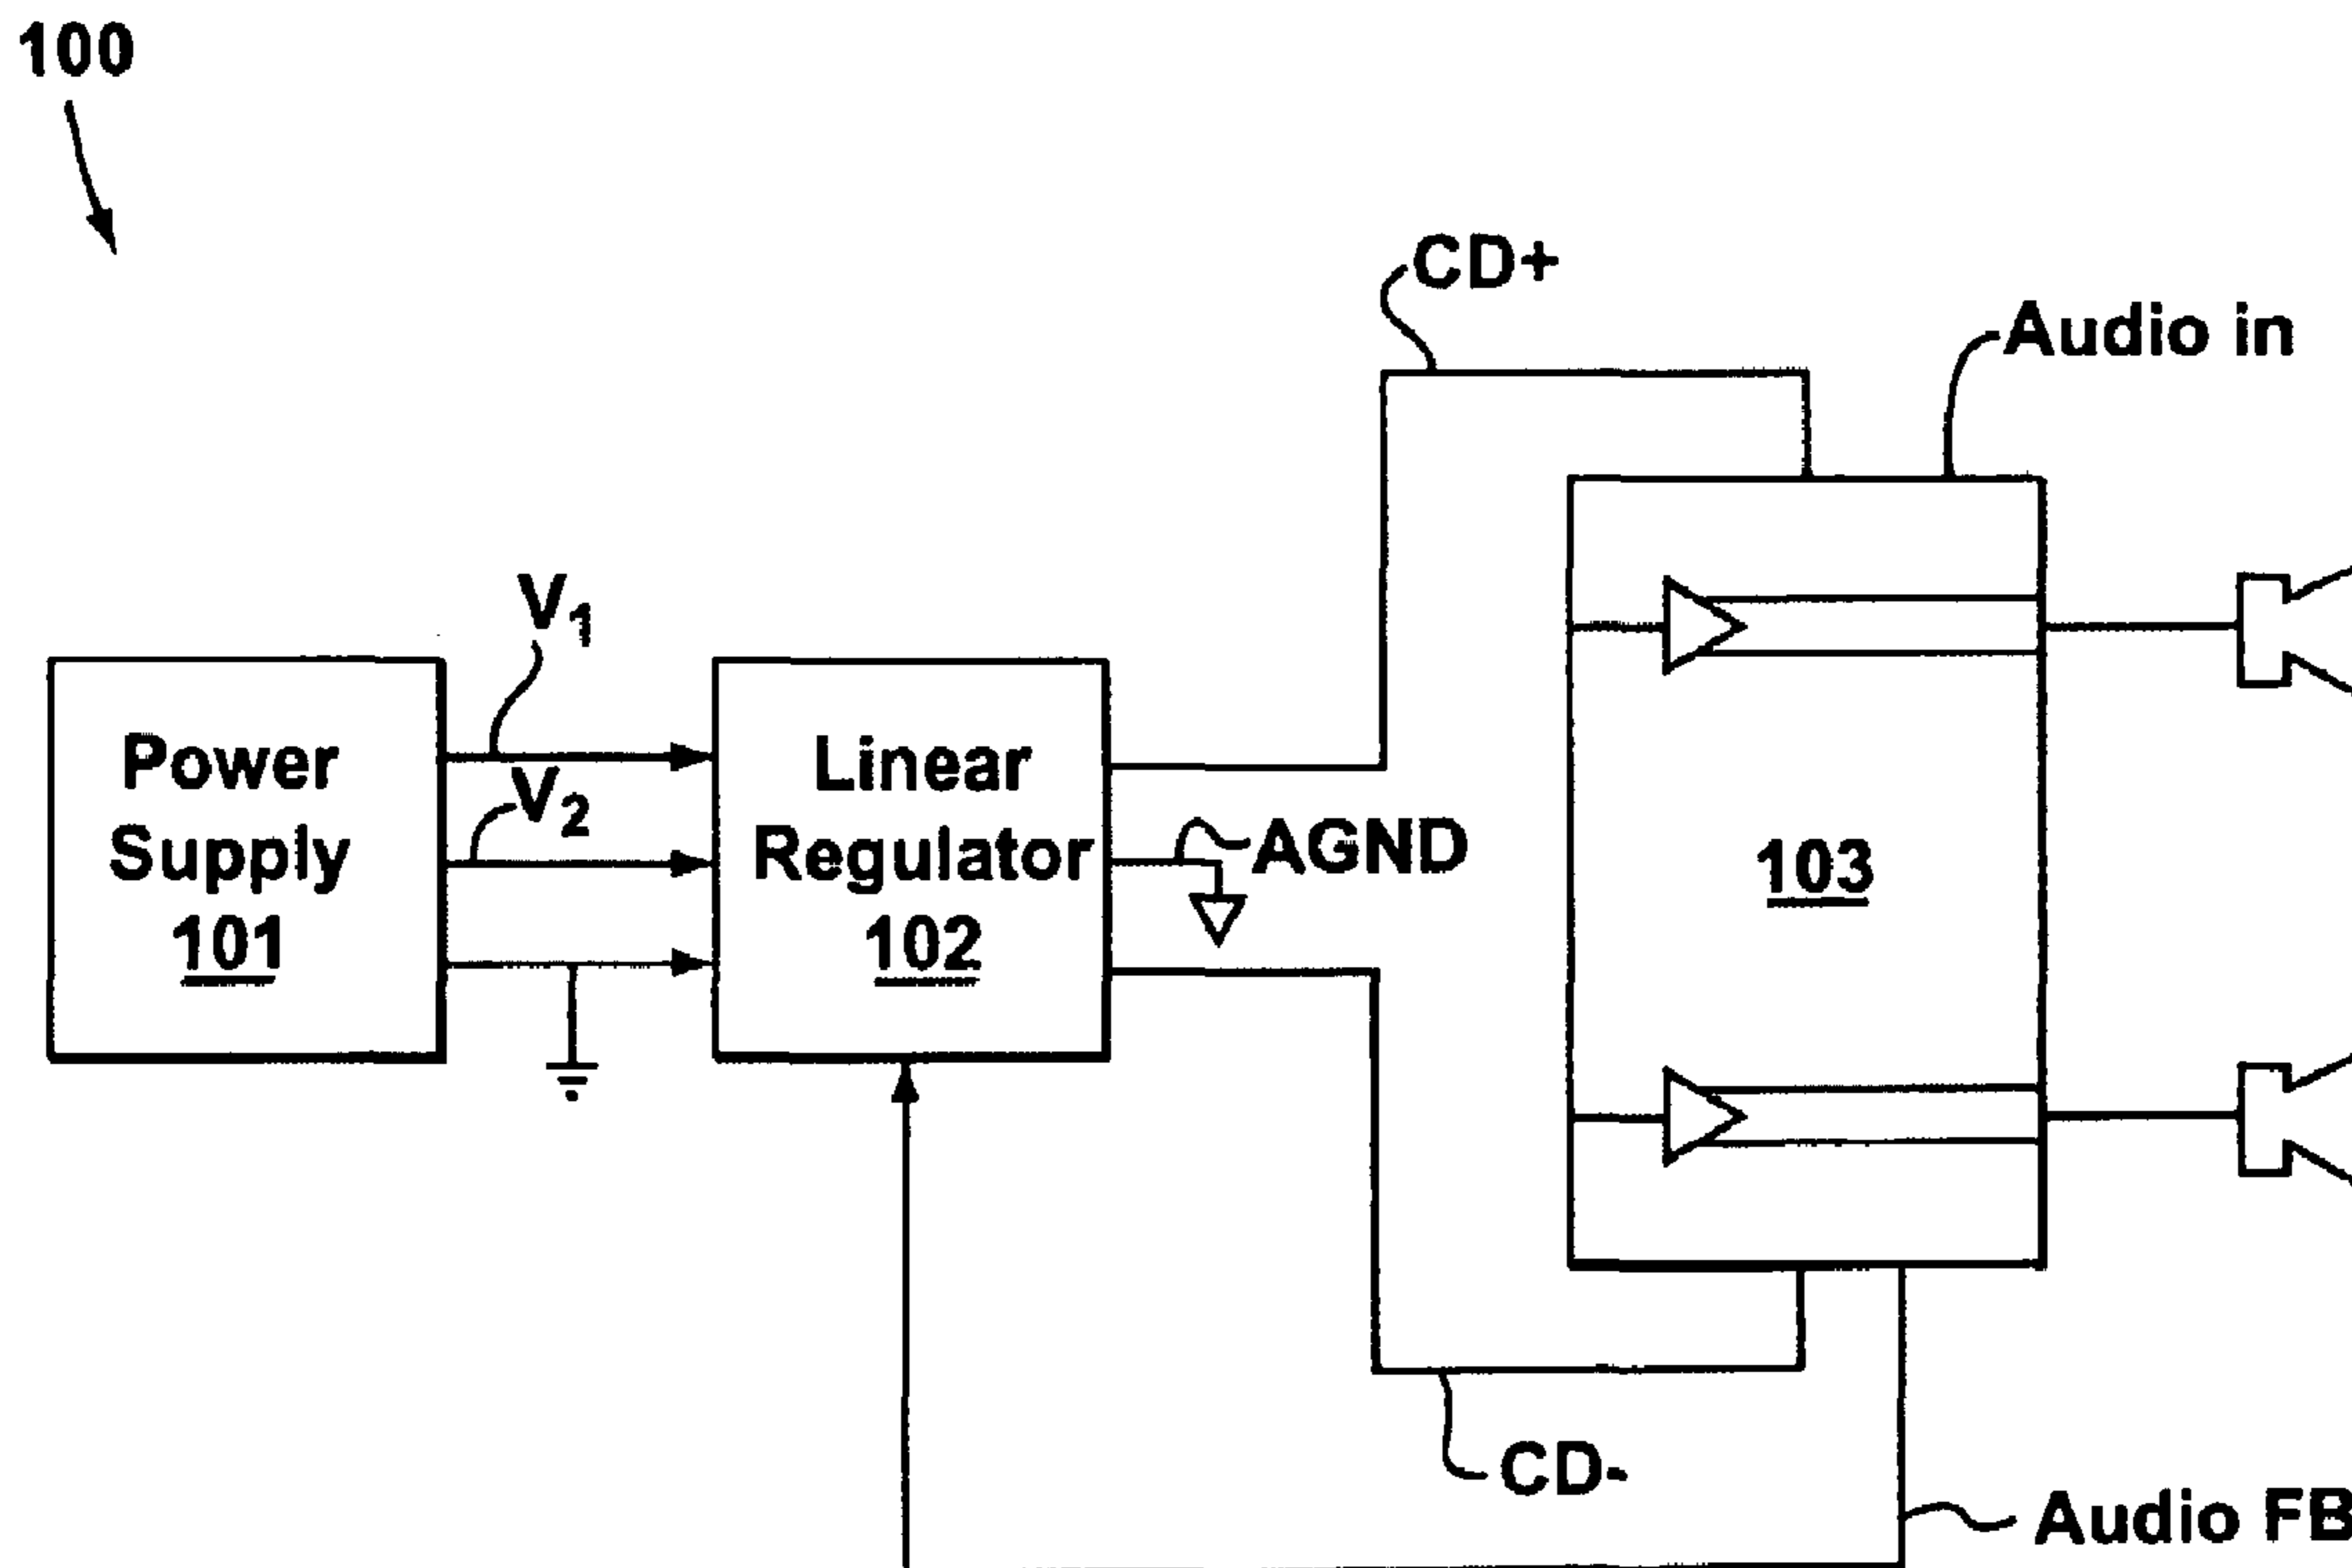 100
CD+
Audio in
V1
Power
Supply
101
V2
Linear
Regulator
102
AGND
103
CD-
Audio FB